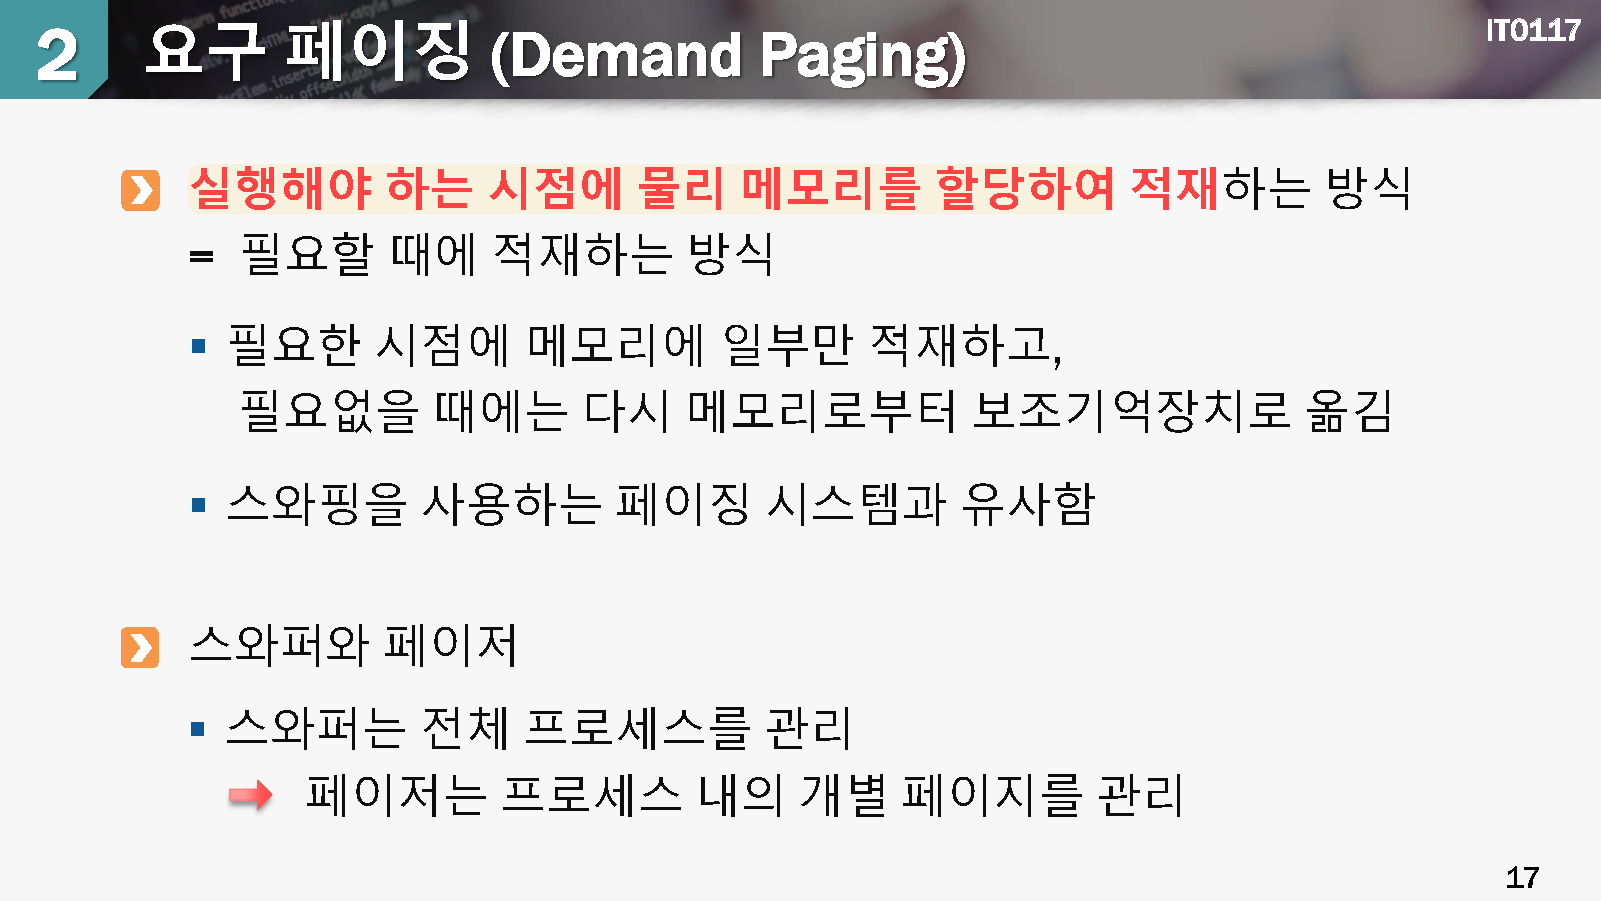 2 요구 페이징 (Demand Paging)
IT0117
실행해야 하는 시점에 물리 메모리를 할당하여 적재하는 방식
= 필요할 때에 적재하는 방식
▪ 필요한 시점에 메모리에 일부만 적재하고,
필요없을 때에는 다시 메모리로부터 보조기억장치로 옮김
▪ 스와핑을 사용하는 페이징 시스템과 유사함
스와퍼와 페이저
▪ 스와퍼는 전체 프로세스를 관리
➡ 페이저는 프로세스 내의 개별 페이지를 관리
17